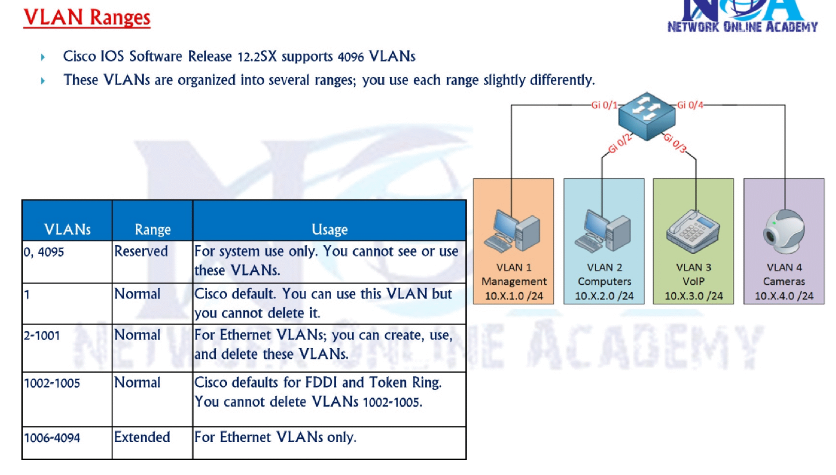 VLAN Ranges
NETWORK ONLINE ACADEMY
Cisco IOS Software Release 12.2SX supports 4096 VLANs
These VLANs are organized into several ranges; you use each range slightly differently.
Gi 0/1
Gi 0/4
Gi 0/2
Gi 0/3
VLAN 1
Management
10.X.1.0 /24
VLAN 2
Computers
10.X.2.0 /24
VLAN 3
VoIP
10.X.3.0 /24
VLAN 4
Cameras
10.X.4.0 /24
VLANs Range Usage
0, 4095 Reserved For system use only. You cannot see or use
these VLANs.
1 Normal Cisco default. You can use this VLAN but
you cannot delete it.
2-1001 Normal For Ethernet VLANs; you can create, use,
and delete these VLANs.
1002-1005 Normal Cisco defaults for FDDI and Token Ring.
You cannot delete VLANs 1002-1005.
1006-4094 Extended For Ethernet VLANs only.
NETWORK ONLINE ACADEMY